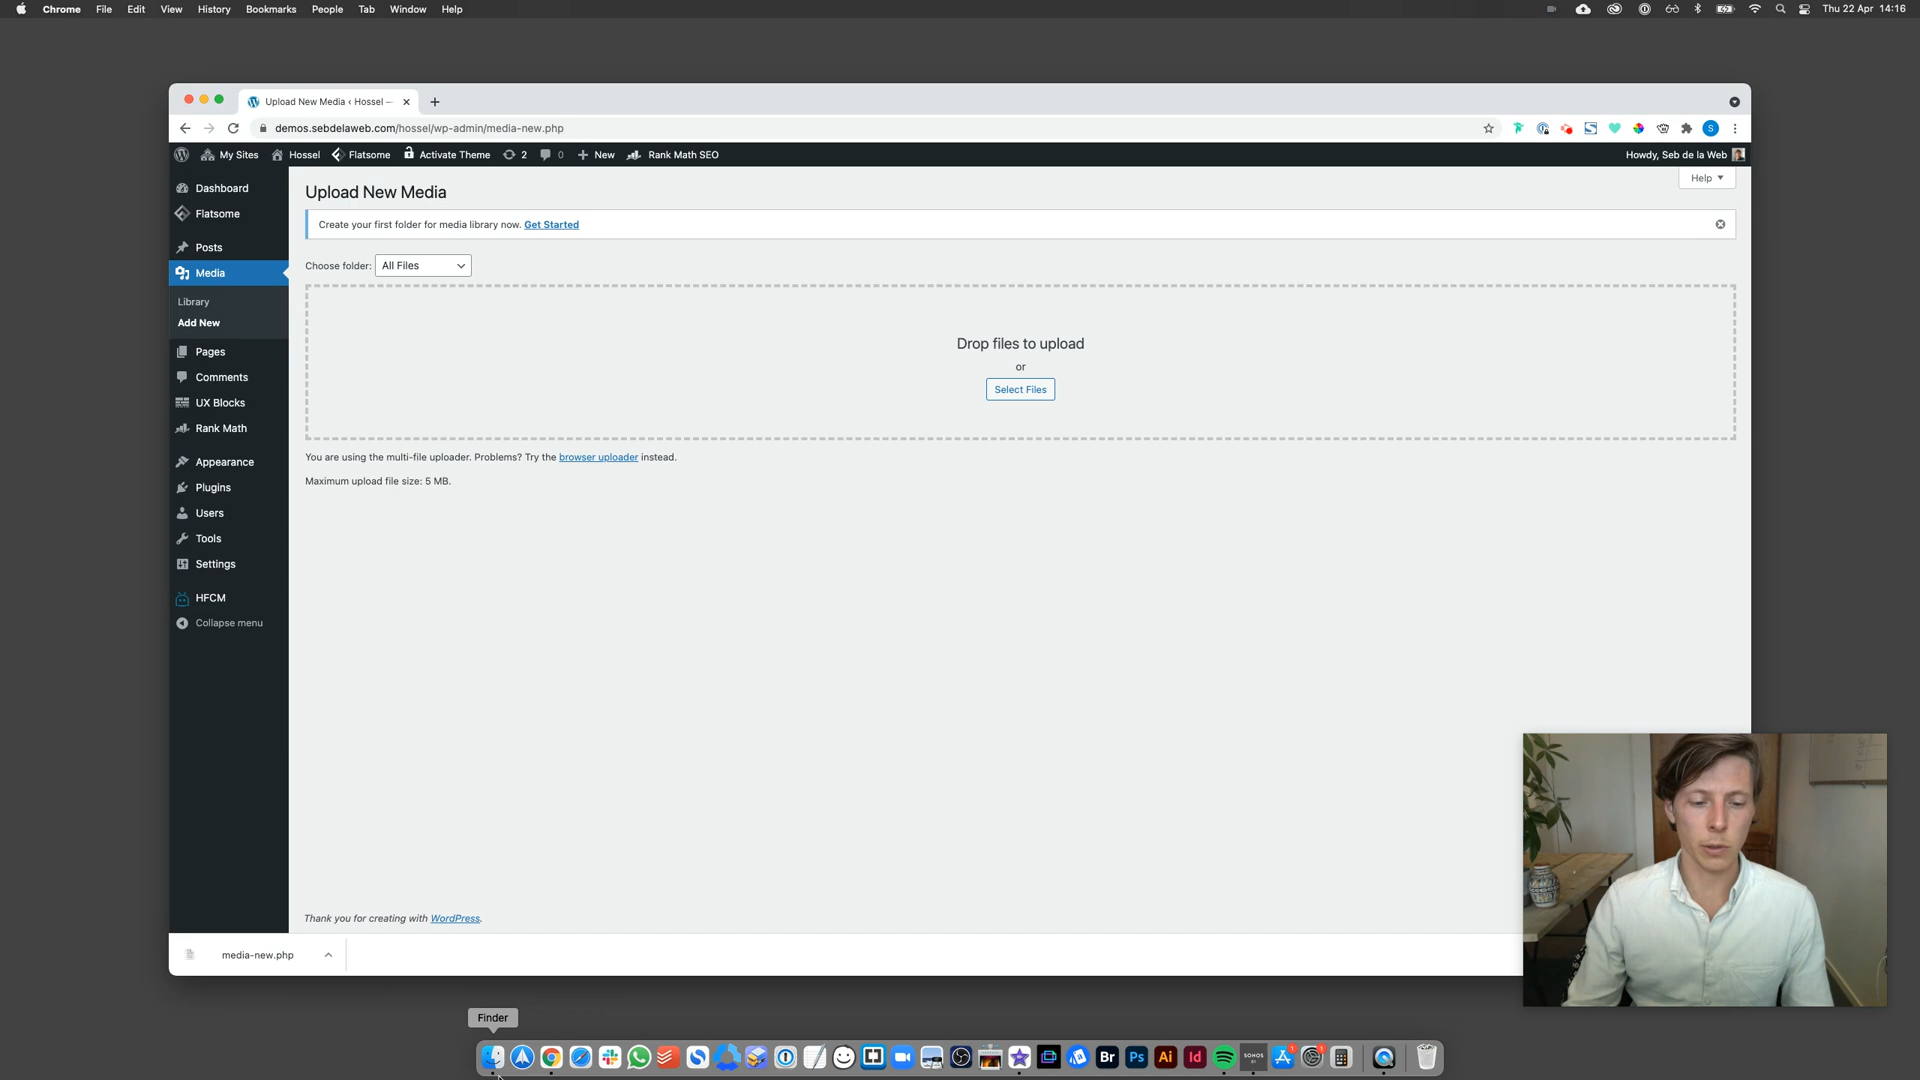 Chrome File Edit View History Bookmarks People Tab Window Help
Thu 22 Apr 14:16
Upload New Media ‹ Hossel —
demos.sebdelaweb.com/hossel/wp-admin/media-new.php
S
My Sites Hossel Flatsome Activate Theme 2 0 New Rank Math SEO
Howdy, Seb de la Web
Dashboard
Flatsome
Posts
Media
Library
Add New
Pages
Comments
UX Blocks
Rank Math
Appearance
Plugins
Users
Tools
Settings
HFCM
Collapse menu
Upload New Media
Help
Create your first folder for media library now. Get Started
Choose folder: All Files
Drop files to upload
or
Select Files
You are using the multi-file uploader. Problems? Try the browser uploader instead.
Maximum upload file size: 5 MB.
Thank you for creating with WordPress.
media-new.php
Finder
Br Ps Ai Id SONOS 1 1